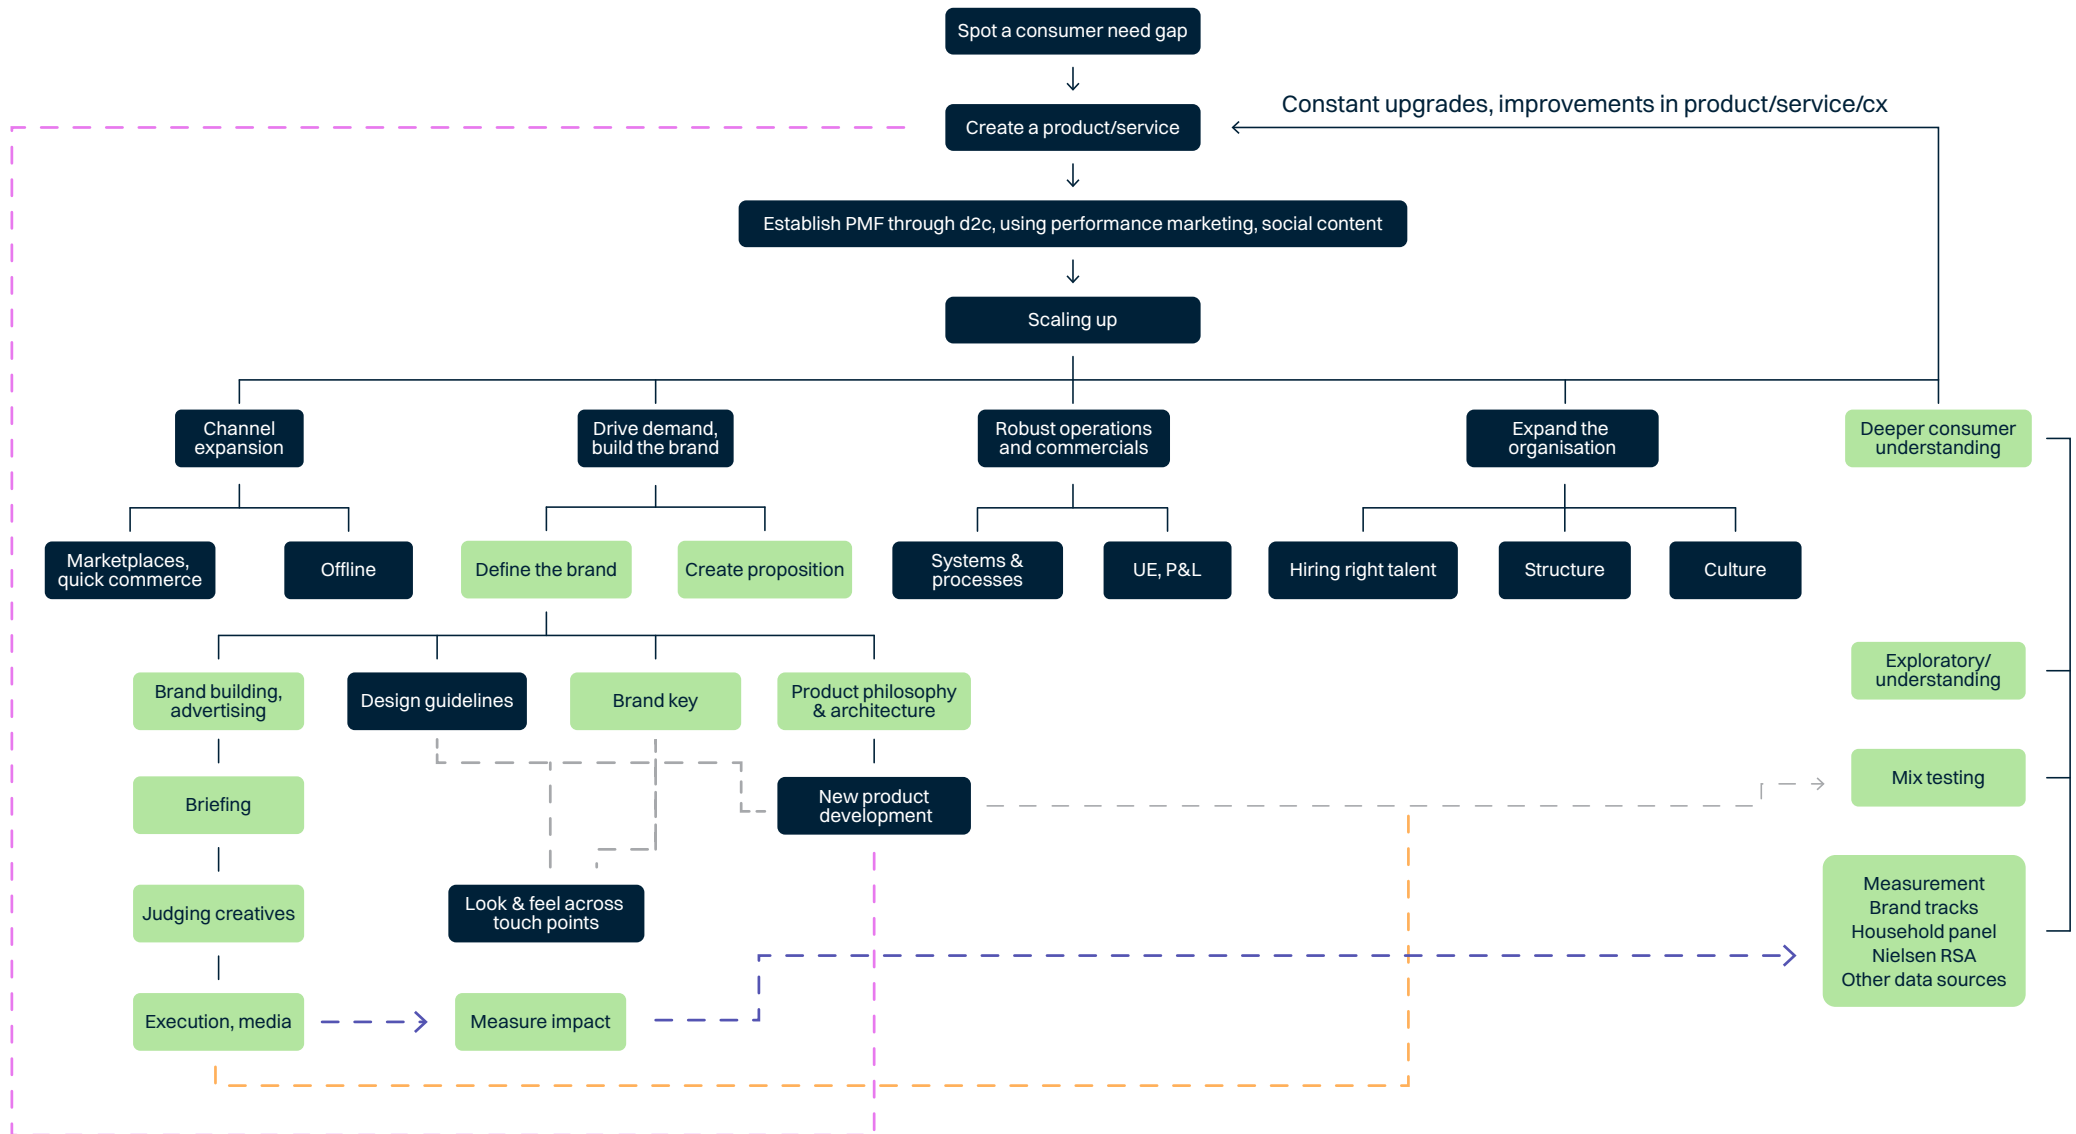 Spot a consumer need gap
Constant upgrades, improvements in product/service/cx
Create a product/service
Establish PMF through d2c, using performance marketing, social content
Scaling up
Channel
expansion
Drive demand,
build the brand
Robust operations
and commercials
Expand the
organisation
Deeper consumer
understanding
Marketplaces,
quick commerce
Offline
Define the brand
Create proposition
Systems &
processes
UE, P&L
Hiring right talent
Structure
Culture
Brand building,
advertising
Design guidelines
Brand key
Product philosophy
& architecture
Exploratory/
understanding
Briefing
New product
development
Mix testing
Judging creatives
Look & feel across
touch points
Measurement
Brand tracks
Household panel
Nielsen RSA
Other data sources
Execution, media
Measure impact